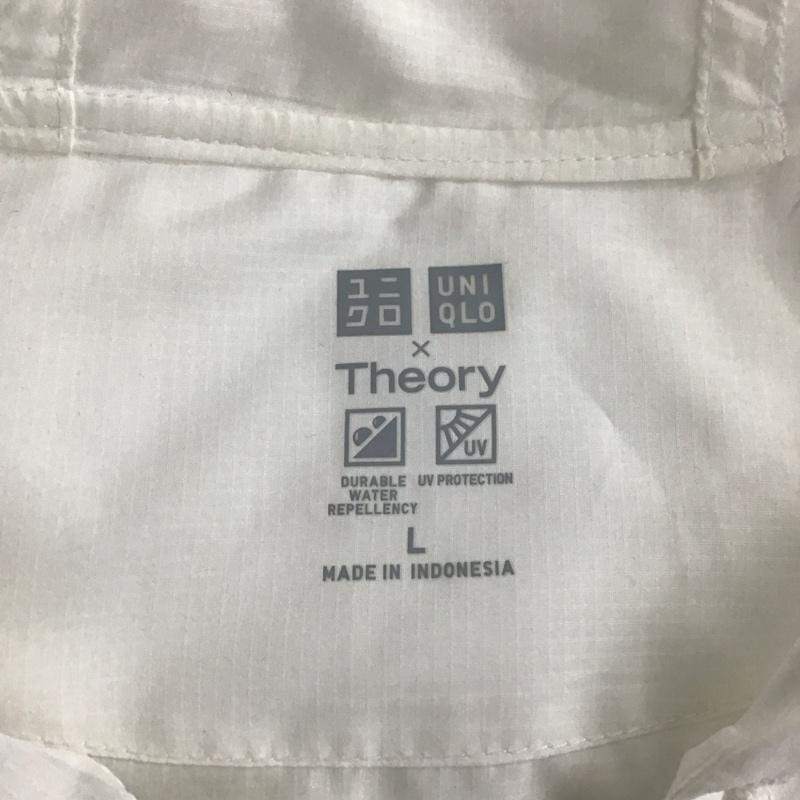 ユニ UNI
クロ QLO
×
Theory
UV
DURABLE UV PROTECTION
WATER
REPELLENCY
L
MADE IN INDONESIA